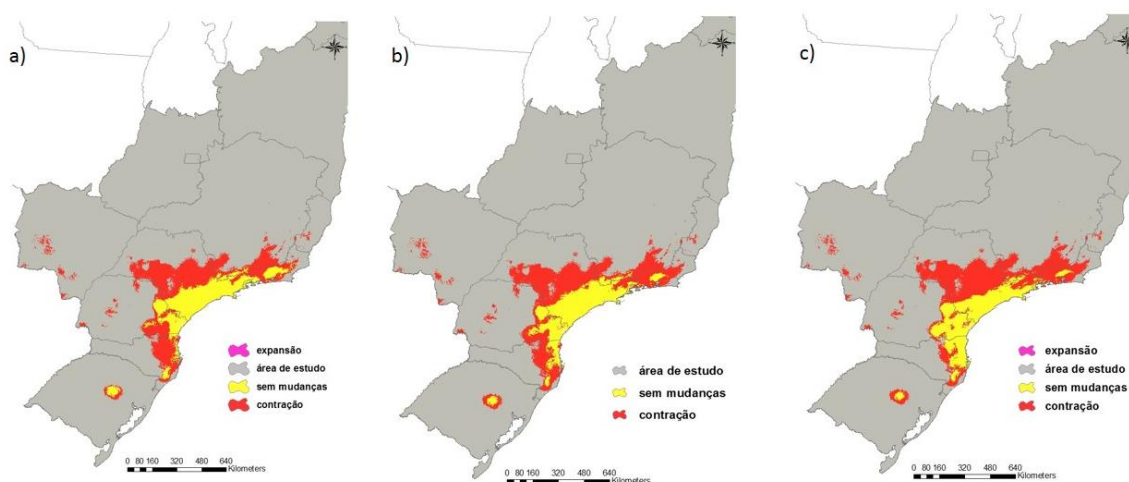 a)
expansão
área de estudo
sem mudanças
contração
0 80 160 320 480 640
Kilometers
b)
área de estudo
sem mudanças
contração
0 80 160 320 480 640
Kilometers
c)
expansão
área de estudo
sem mudanças
contração
0 80 160 320 480 640
Kilometers